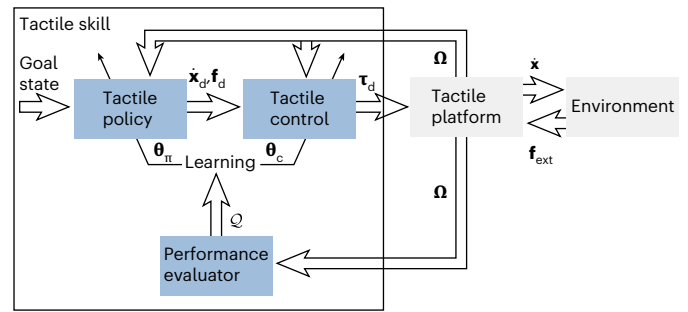 Tactile skill
Goal
state
Tactile
policy
ẋd,fd
Tactile
control
τd
Ω
Tactile
platform
ẋ
Environment
fext
θπ
Learning
θc
Ω
𝒬
Performance
evaluator